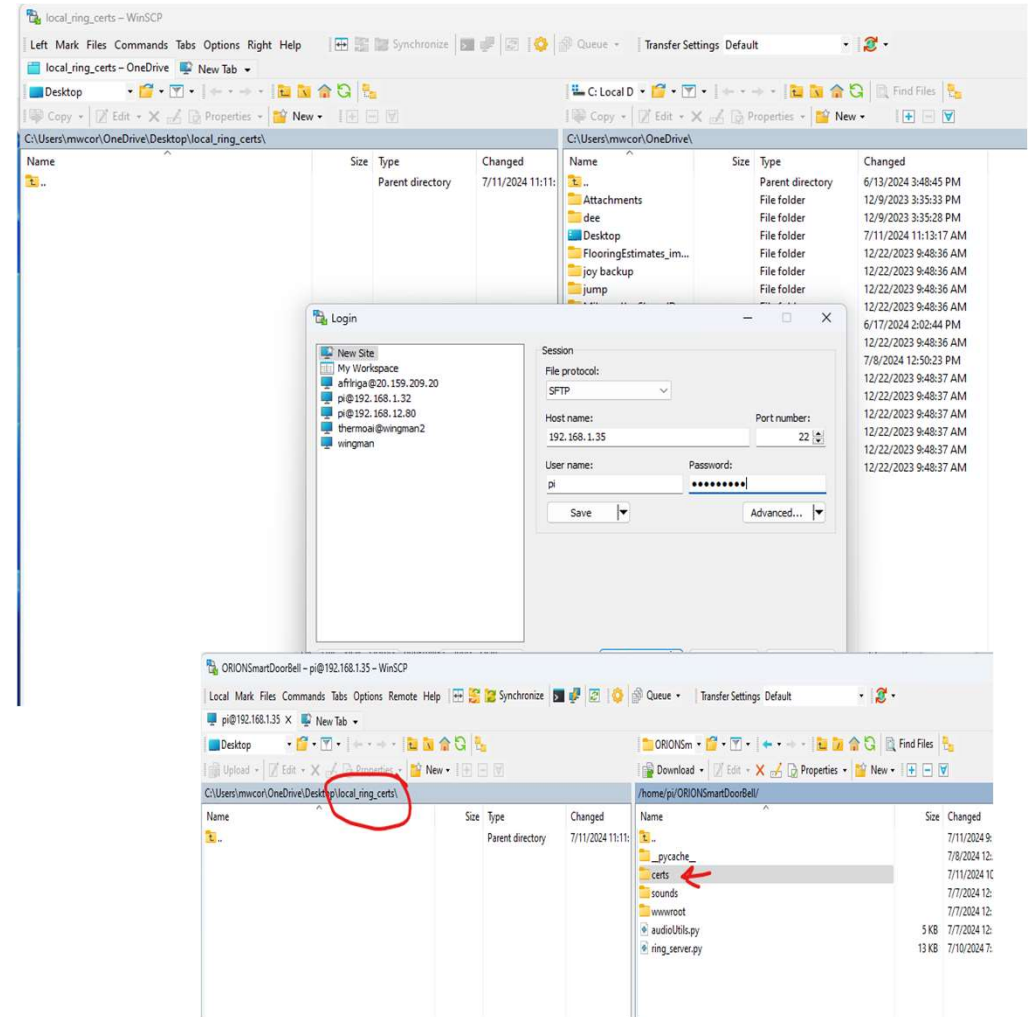 local_ring_certs – WinSCP
Left Mark Files Commands Tabs Options Right Help Synchronize Queue Transfer Settings Default
local_ring_certs – OneDrive New Tab
Desktop C: Local D Find Files
Copy Edit Properties New Copy Edit Properties New
C:\Users\mwcor\OneDrive\Desktop\local_ring_certs\ C:\Users\mwcor\OneDrive\
Name Size Type Changed Name Size Type Changed
.. Parent directory 7/11/2024 11:11: .. Parent directory 6/13/2024 3:48:45 PM
Attachments File folder 12/9/2023 3:35:33 PM
dee File folder 12/9/2023 3:35:28 PM
Desktop File folder 7/11/2024 11:13:17 AM
FlooringEstimates_im... File folder 12/22/2023 9:48:36 AM
joy backup File folder 12/22/2023 9:48:36 AM
jump File folder 12/22/2023 9:48:36 AM
12/22/2023 9:48:36 AM
6/17/2024 2:02:44 PM
12/22/2023 9:48:36 AM
7/8/2024 12:50:23 PM
12/22/2023 9:48:37 AM
12/22/2023 9:48:37 AM
12/22/2023 9:48:37 AM
12/22/2023 9:48:37 AM
12/22/2023 9:48:37 AM
12/22/2023 9:48:37 AM
Login
New Site
My Workspace
afrlriga@20.159.209.20
pi@192.168.1.32
pi@192.168.12.80
thermoai@wingman2
wingman
Session
File protocol:
SFTP
Host name: Port number:
192.168.1.35 22
User name: Password:
pi
Save Advanced...
ORIONSmartDoorBell – pi@192.168.1.35 – WinSCP
Local Mark Files Commands Tabs Options Remote Help Synchronize Queue Transfer Settings Default
pi@192.168.1.35 New Tab
Desktop ORIONSm Find Files
Upload Edit Properties New Download Edit Properties New
C:\Users\mwcor\OneDrive\Desktop\local_ring_certs\ /home/pi/ORIONSmartDoorBell/
Name Size Type Changed Name Size Changed
.. Parent directory 7/11/2024 11:11: .. 7/11/2024 9:
__pycache__ 7/8/2024 12:
certs 7/11/2024 10
sounds 7/7/2024 12:
wwwroot 7/7/2024 12:
audioUtils.py 5 KB 7/7/2024 12:
ring_server.py 13 KB 7/10/2024 7: